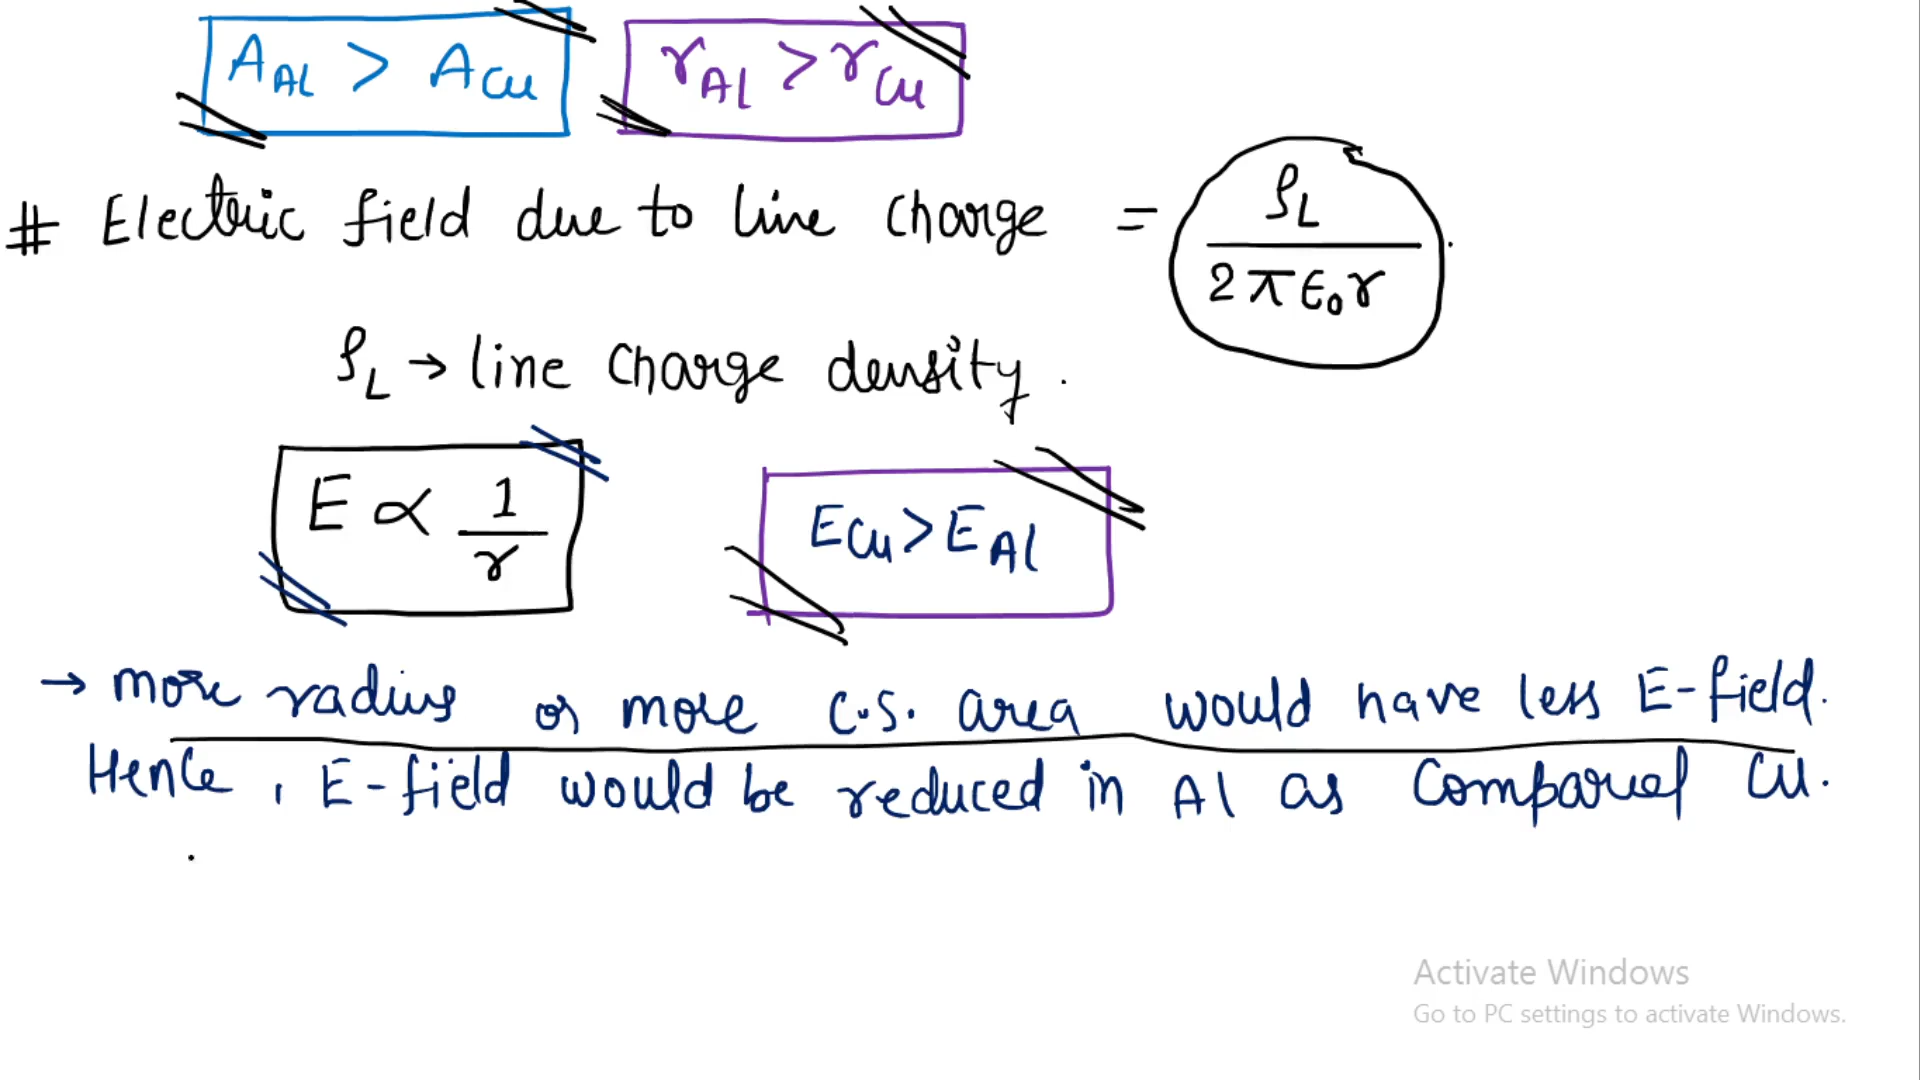 A_Al > A_Cu    r_Al > r_Cu
# Electric field due to line charge = ρ_L / 2πε₀r .
ρ_L → line charge density .
E ∝ 1/r    E_Cu > E_Al
→ more radius or more c.s. area would have less E-field.
Hence , E-field would be reduced in Al as compared Cu.
Activate Windows
Go to PC settings to activate Windows.